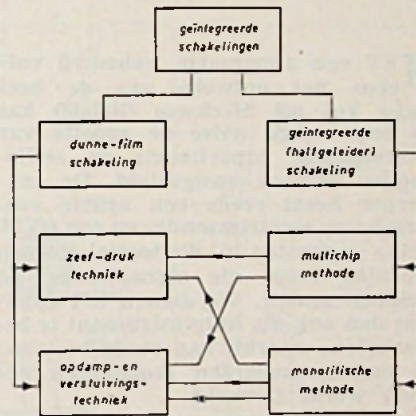 geïntegreerde
schakelingen
dunne-film
schakeling
geïntegreerde
(halfgeleider)
schakeling
zeef-druk
techniek
multichip
methode
opdamp-en
verstuivings-
techniek
monolitische
methode